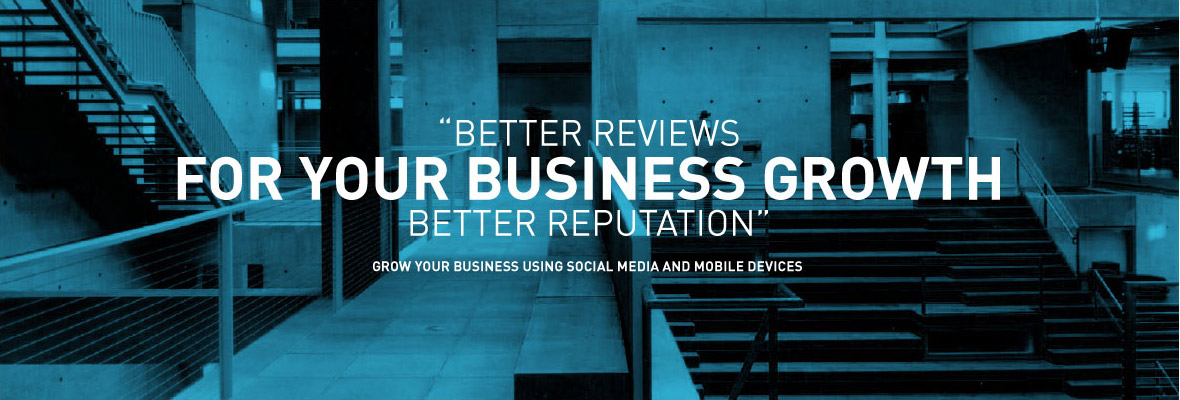 “BETTER REVIEWS
FOR YOUR BUSINESS GROWTH
BETTER REPUTATION”
GROW YOUR BUSINESS USING SOCIAL MEDIA AND MOBILE DEVICES